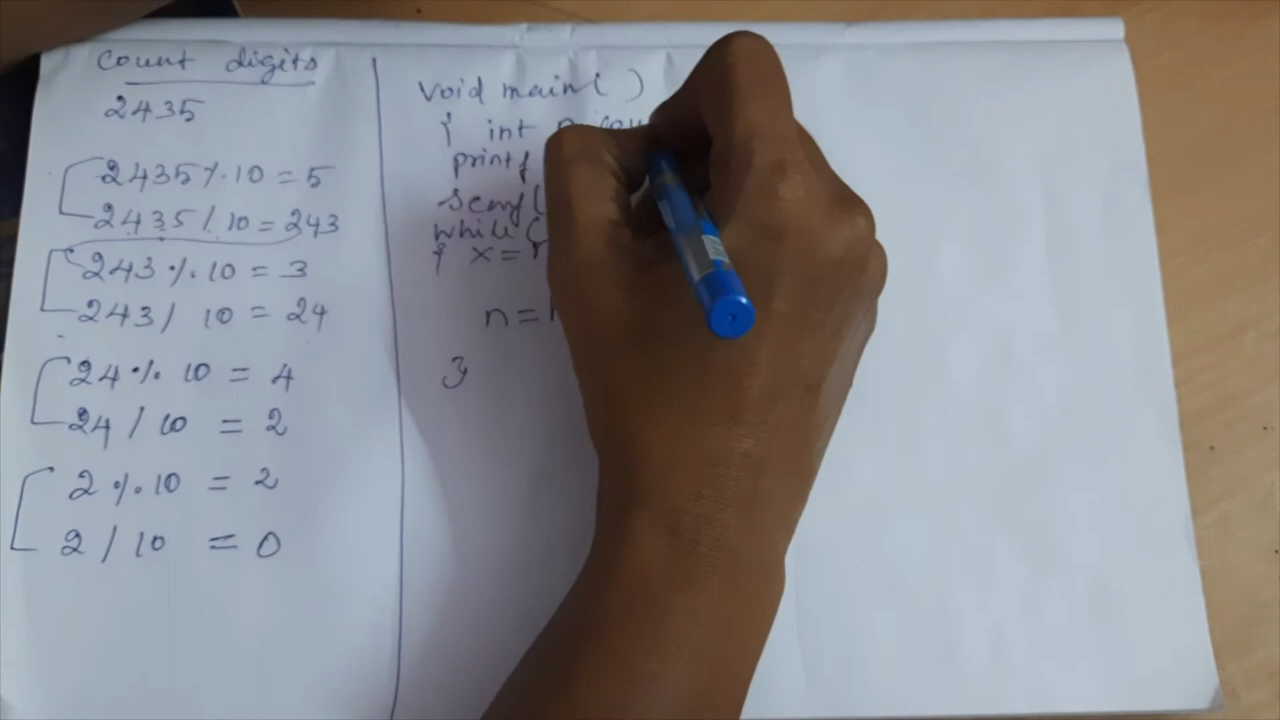 Count digits
2435
2435 % 10 = 5
2435 / 10 = 243
243 % 10 = 3
243 / 10 = 24
24 % 10 = 4
24 / 10 = 2
2 % 10 = 2
2 / 10 = 0
Void main( )
{ int n
printf
scanf(
while(
{ x =
n =
}